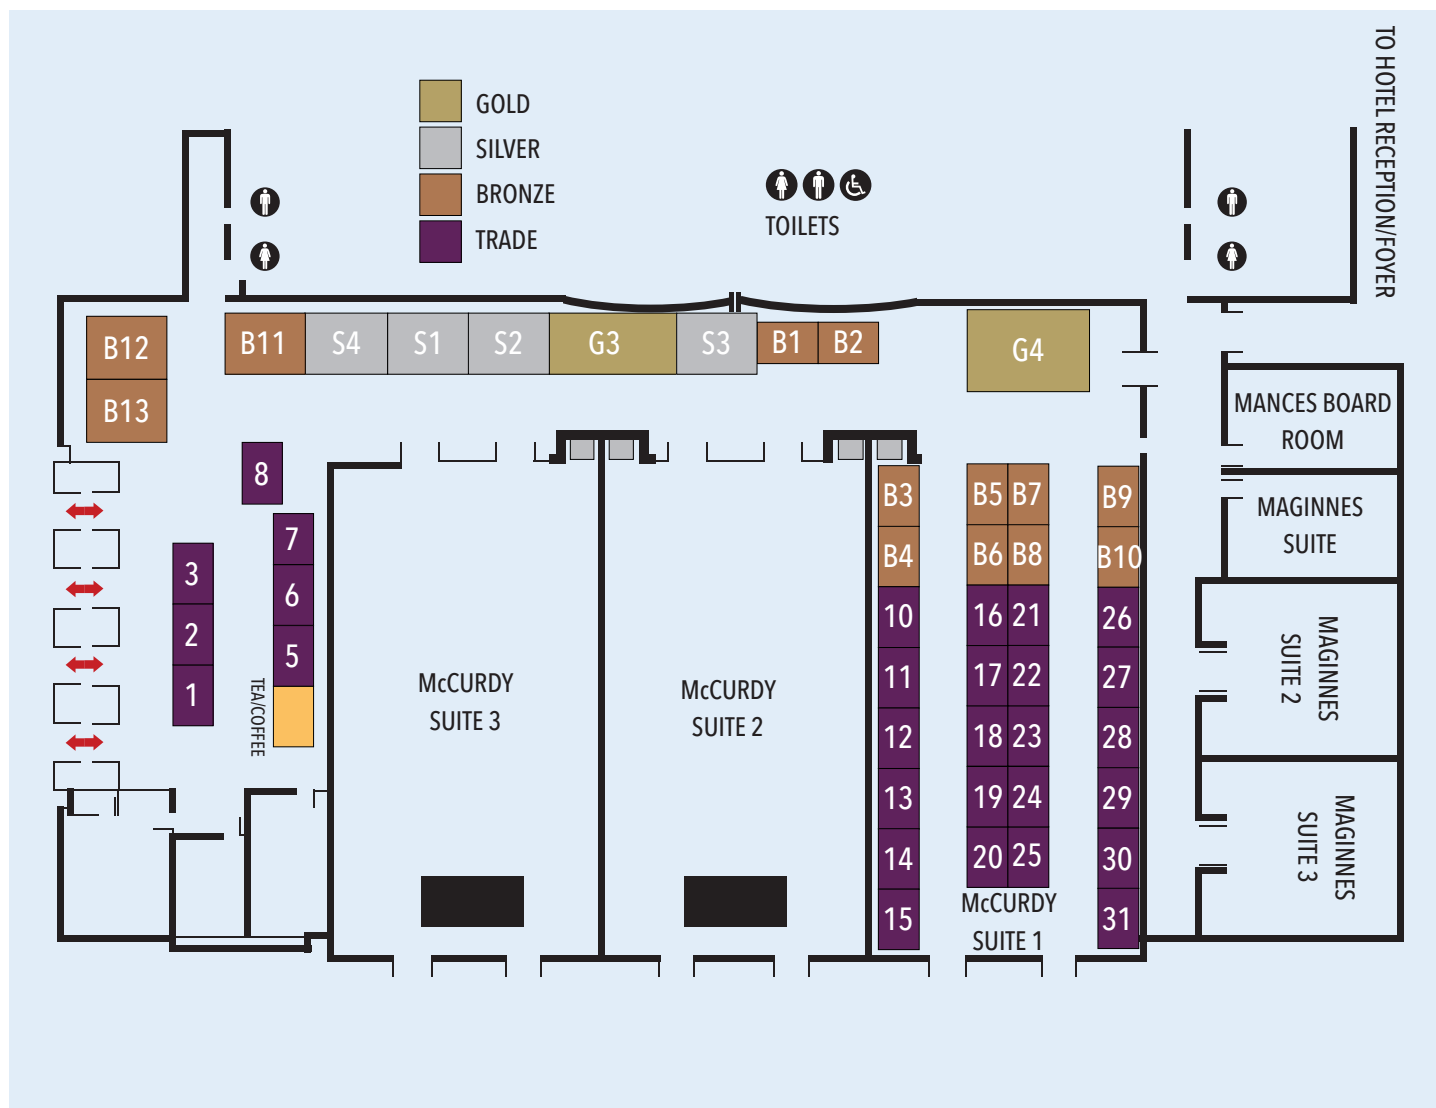 TO HOTEL RECEPTION/FOYER
GOLD
SILVER
BRONZE
TRADE
TOILETS
B12
B13
B11
S4
S1
S2
G3
S3
B1
B2
G4
MANCES BOARD
ROOM
MAGINNES
SUITE
MAGINNES
SUITE 2
MAGINNES
SUITE 3
8
7
6
5
TEA/COFFEE
3
2
1
McCURDY
SUITE 3
McCURDY
SUITE 2
B3
B4
10
11
12
13
14
15
B5 B7
B6 B8
16 21
17 22
18 23
19 24
20 25
McCURDY
SUITE 1
B9
B10
26
27
28
29
30
31